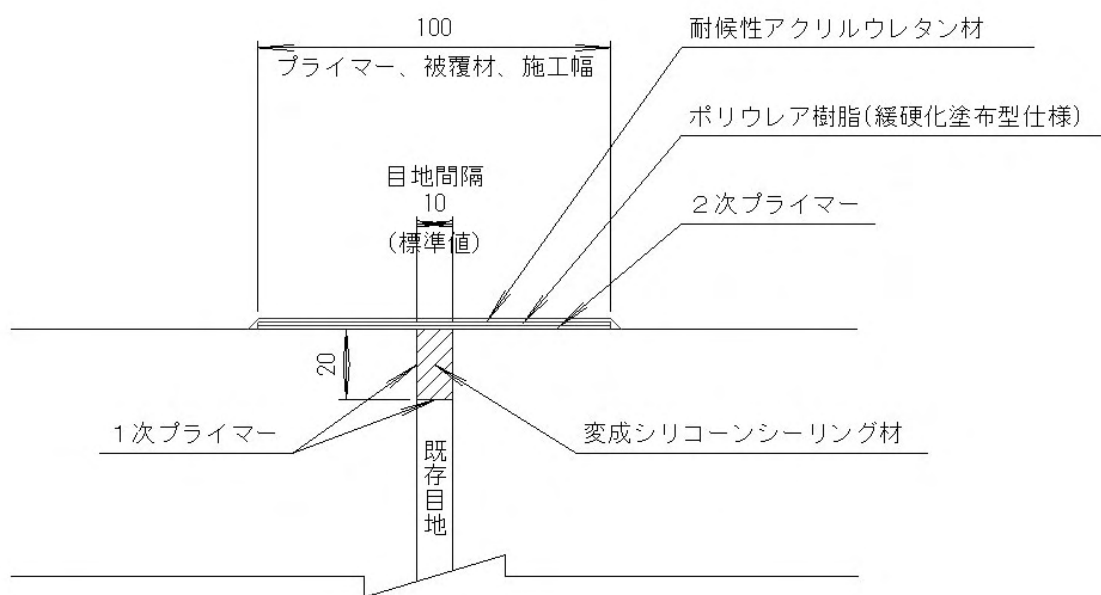 100
耐候性アクリルウレタン材
プライマー、被覆材、施工幅
ポリウレア樹脂(緩硬化塗布型仕様)
目地間隔
10
(標準値)
２次プライマー
20
１次プライマー
変成シリコーンシーリング材
既存目地